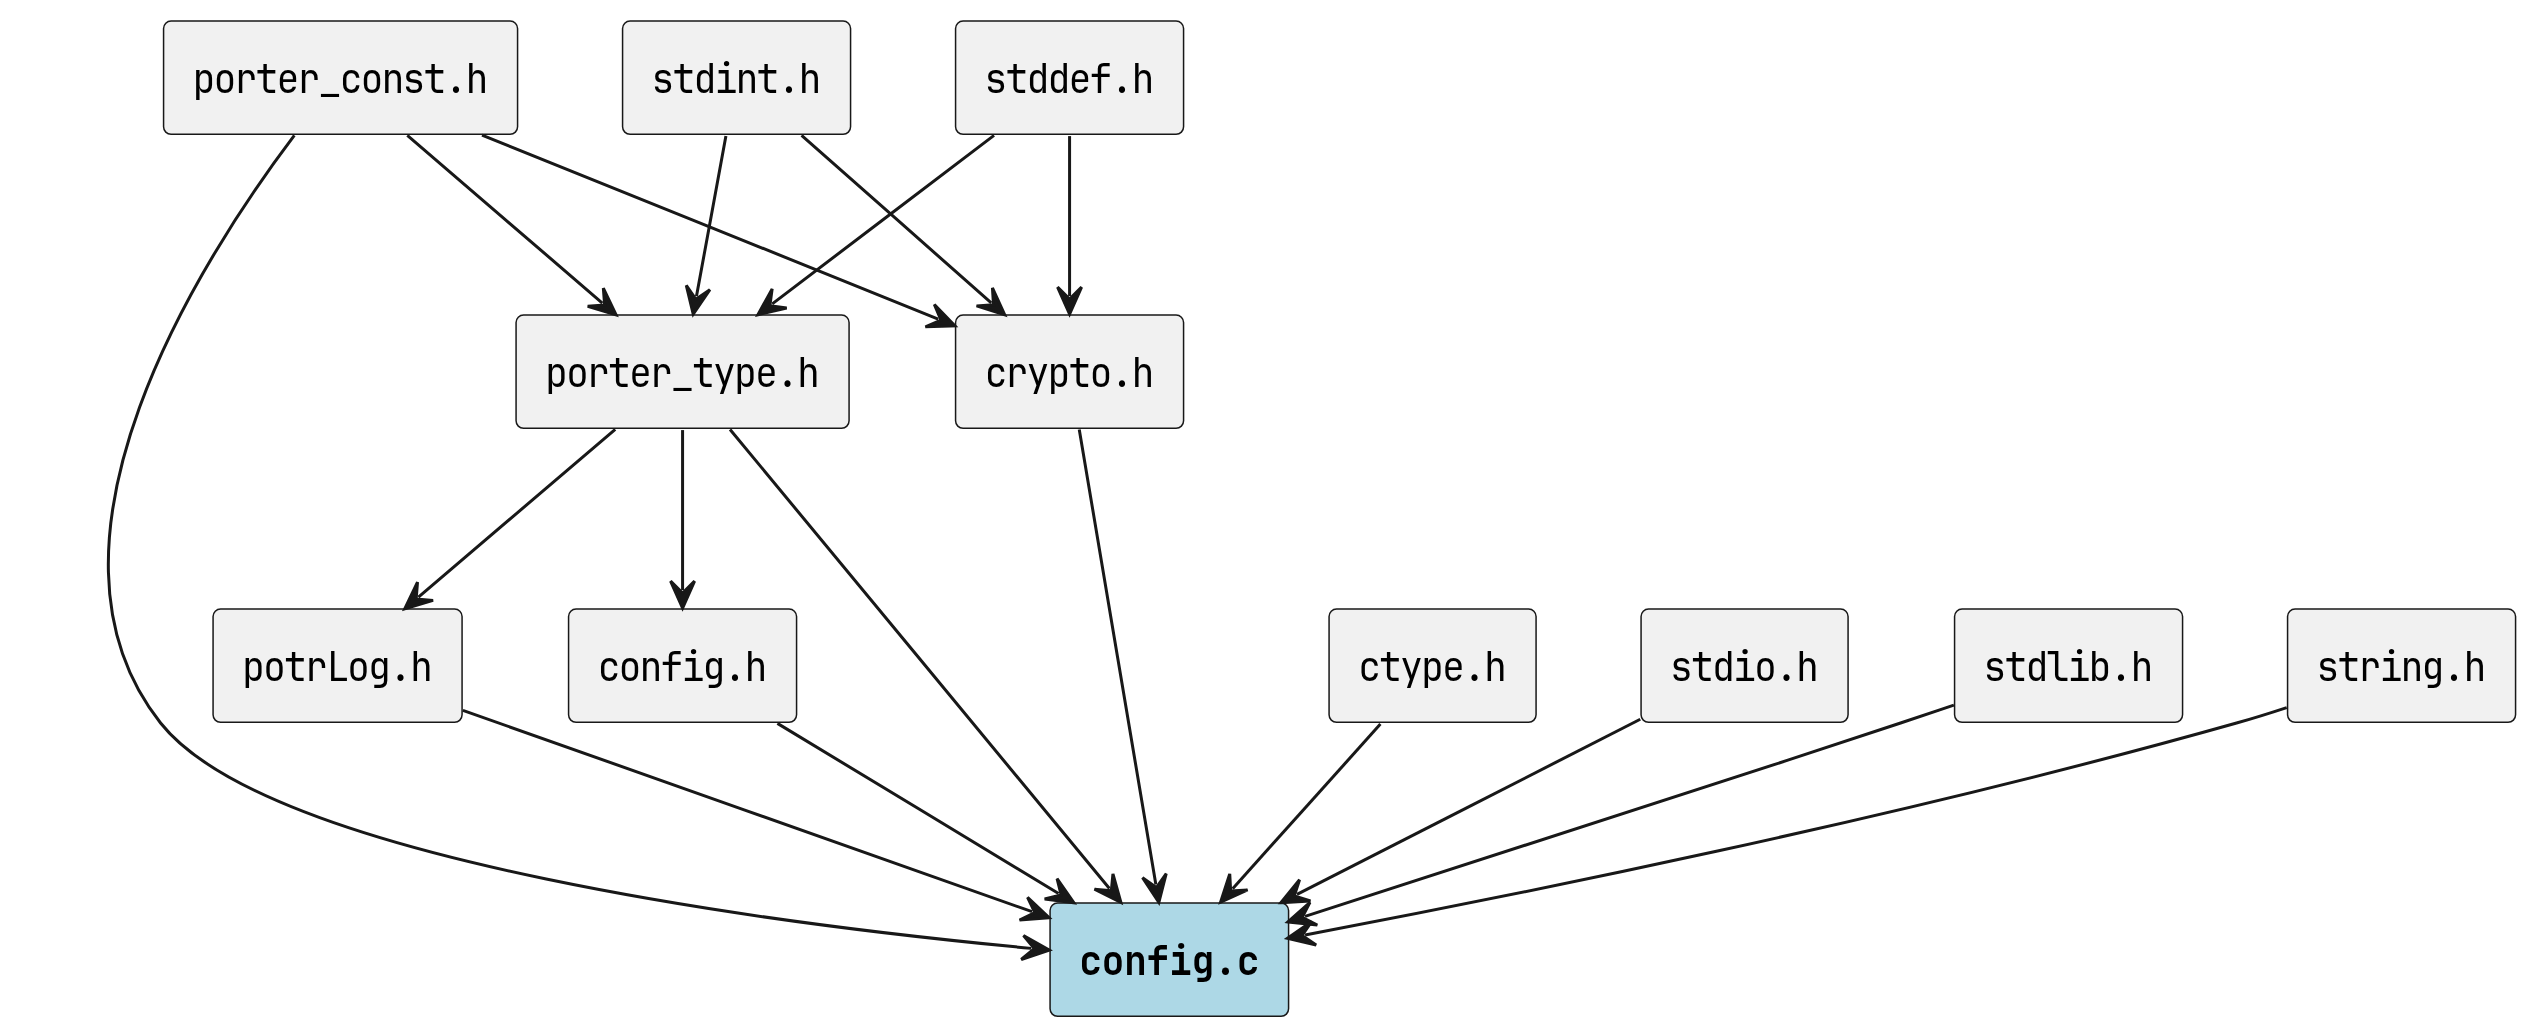 porter_const.h
stdint.h
stddef.h
porter_type.h
crypto.h
potrLog.h
config.h
ctype.h
stdio.h
stdlib.h
string.h
config.c